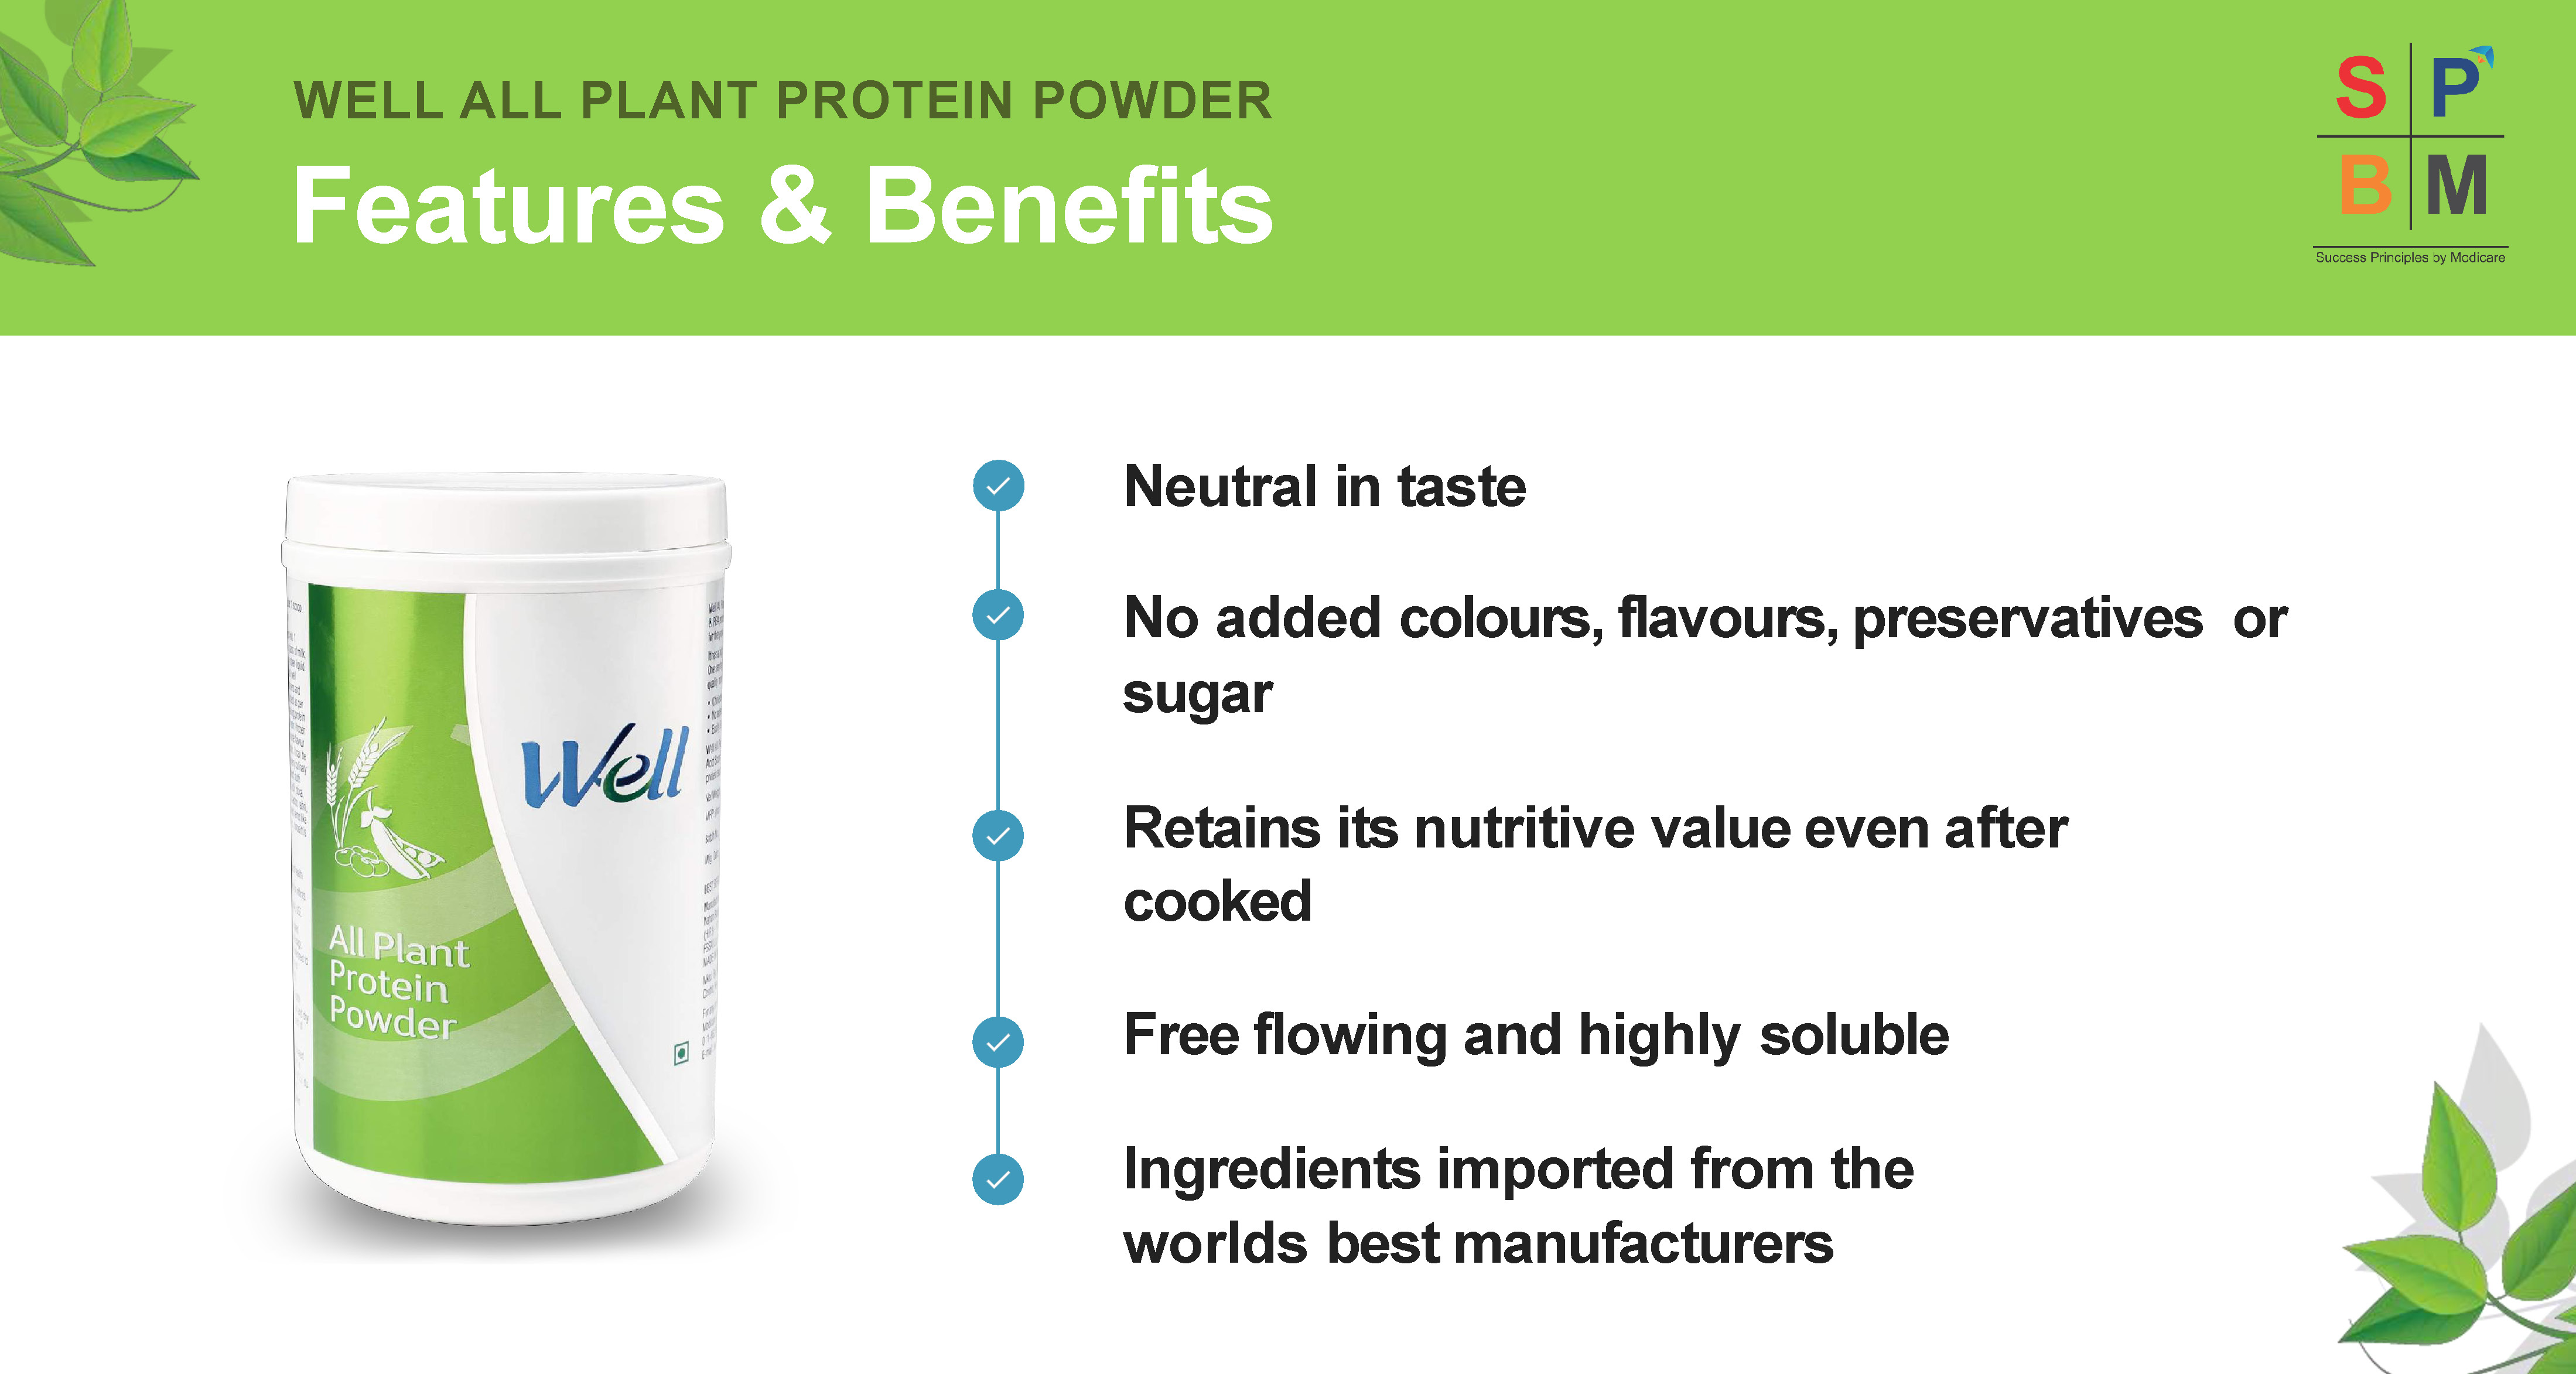 WELL ALL PLANT PROTEIN POWDER
Features & Benefits
S P
B M
Success Principles by Modicare
Neutral in taste
No added colours, flavours, preservatives or
sugar
Retains its nutritive value even after
cooked
Free flowing and highly soluble
Ingredients imported from the
worlds best manufacturers
Well
All Plant
Protein
Powder